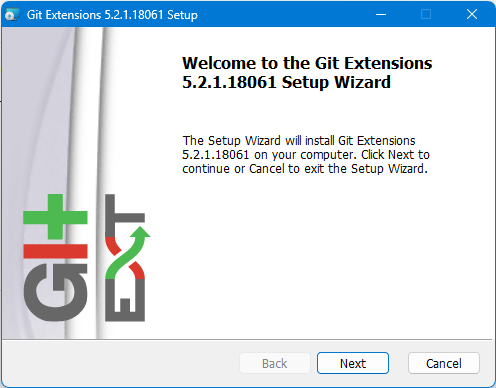 Git Extensions 5.2.1.18061 Setup
Welcome to the Git Extensions
5.2.1.18061 Setup Wizard
The Setup Wizard will install Git Extensions
5.2.1.18061 on your computer. Click Next to
continue or Cancel to exit the Setup Wizard.
GIt
EXT
Back
Next
Cancel